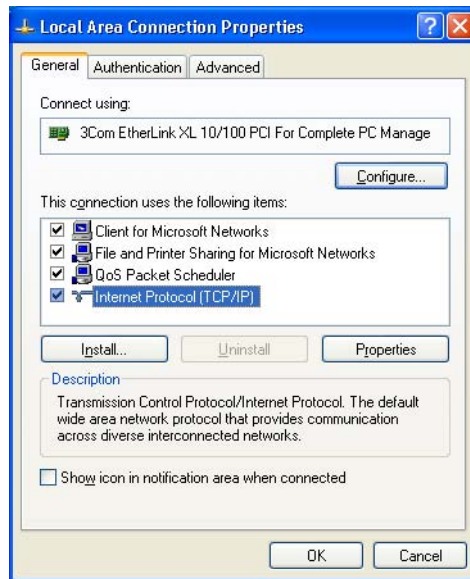 Local Area Connection Properties
General Authentication Advanced
Connect using:
3Com EtherLink XL 10/100 PCI For Complete PC Manage
Configure...
This connection uses the following items:
Client for Microsoft Networks
File and Printer Sharing for Microsoft Networks
QoS Packet Scheduler
Internet Protocol (TCP/IP)
Install... Uninstall Properties
Description
Transmission Control Protocol/Internet Protocol. The default
wide area network protocol that provides communication
across diverse interconnected networks.
Show icon in notification area when connected
OK Cancel